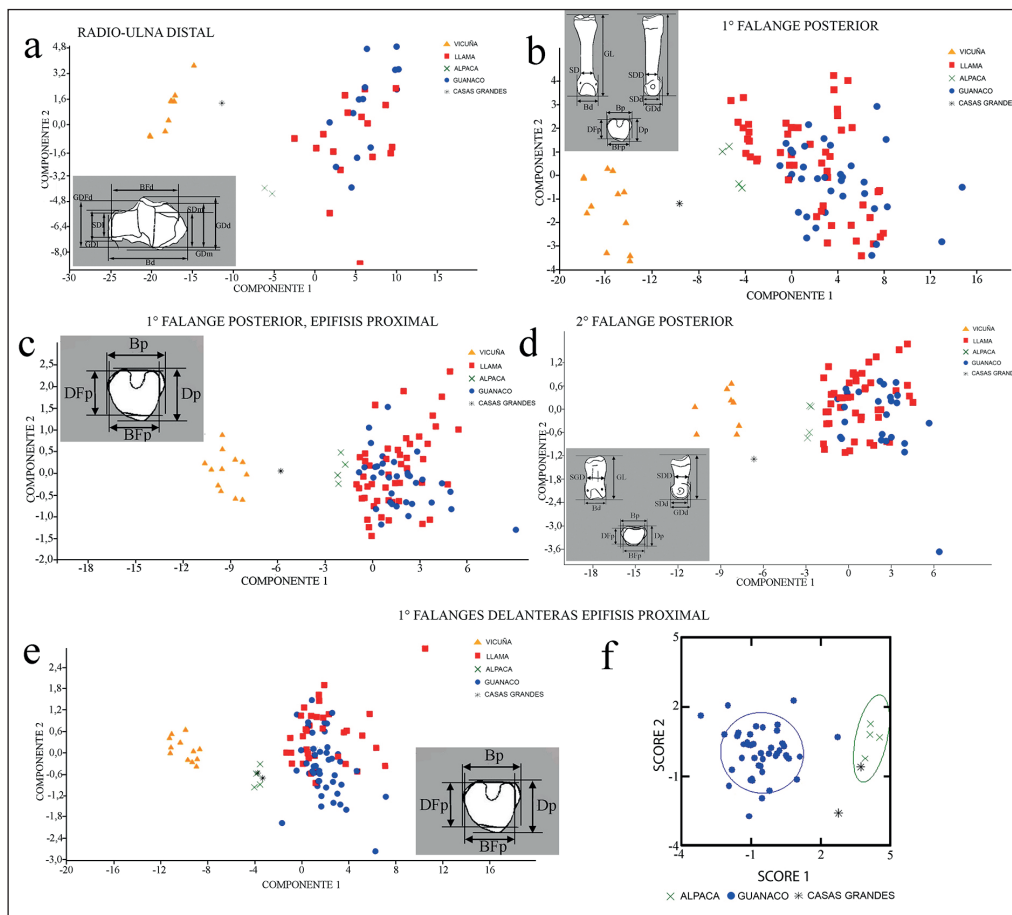 a
RADIO-ULNA DISTAL
VICUÑA
LLAMA
ALPACA
GUANACO
CASAS GRANDES
COMPONENTE 2
4,8
3,2
1,6
0,0
-1,6
-3,2
-4,8
-6,4
-8,0
BFd
GDFd
SDl
GDl
SDm
GDd
GDm
Bd
-30
-25
-20
-15
-10
-5
0
5
10
15
COMPONENTE 1
b
1° FALANGE POSTERIOR
VICUÑA
LLAMA
ALPACA
GUANACO
CASAS GRANDES
GL
SD
SDD
Bd
SDd
GDd
Bp
DFp
Dp
BFp
COMPONENTE 2
2
1
0
-1
-2
-3
-4
-20
-16
-12
-8
-4
0
4
8
12
16
COMPONENTE 1
c
1° FALANGE POSTERIOR, EPIFISIS PROXIMAL
VICUÑA
LLAMA
ALPACA
GUANACO
CASAS GRANDES
Bp
DFp
Dp
BFp
COMPONENTE 2
2,5
2,0
1,5
1,0
0,5
0,0
-0,5
-1,0
-1,5
-2,0
-18
-15
-12
-9
-6
-3
0
3
6
9
COMPONENTE 1
d
2° FALANGE POSTERIOR
VICUÑA
LLAMA
ALPACA
GUANACO
CASAS GRANDES
COMPONENTE 2
1,2
0,6
0,0
-0,6
-1,2
-1,8
-2,4
-3,0
-3,6
SGD
GL
SDD
Bd
SDd
GDd
Bp
DFp
Dp
BFp
-18
-15
-12
-9
-6
-3
0
3
6
COMPONENTE 1
1° FALANGES DELANTERAS EPIFISIS PROXIMAL
e
VICUÑA
LLAMA
ALPACA
GUANACO
CASAS GRANDES
COMPONENTE 2
2,4
1,8
1,2
0,6
0,0
-0,6
-1,2
-1,8
-2,4
-3,0
Bp
DFp
Dp
BFp
-20
-16
-12
-8
-4
0
4
8
12
16
COMPONENTE 1
f
SCORE 2
5
2
-1
-4
5
2
-1
-4
-1
2
5
SCORE 1
ALPACA GUANACO CASAS GRANDES